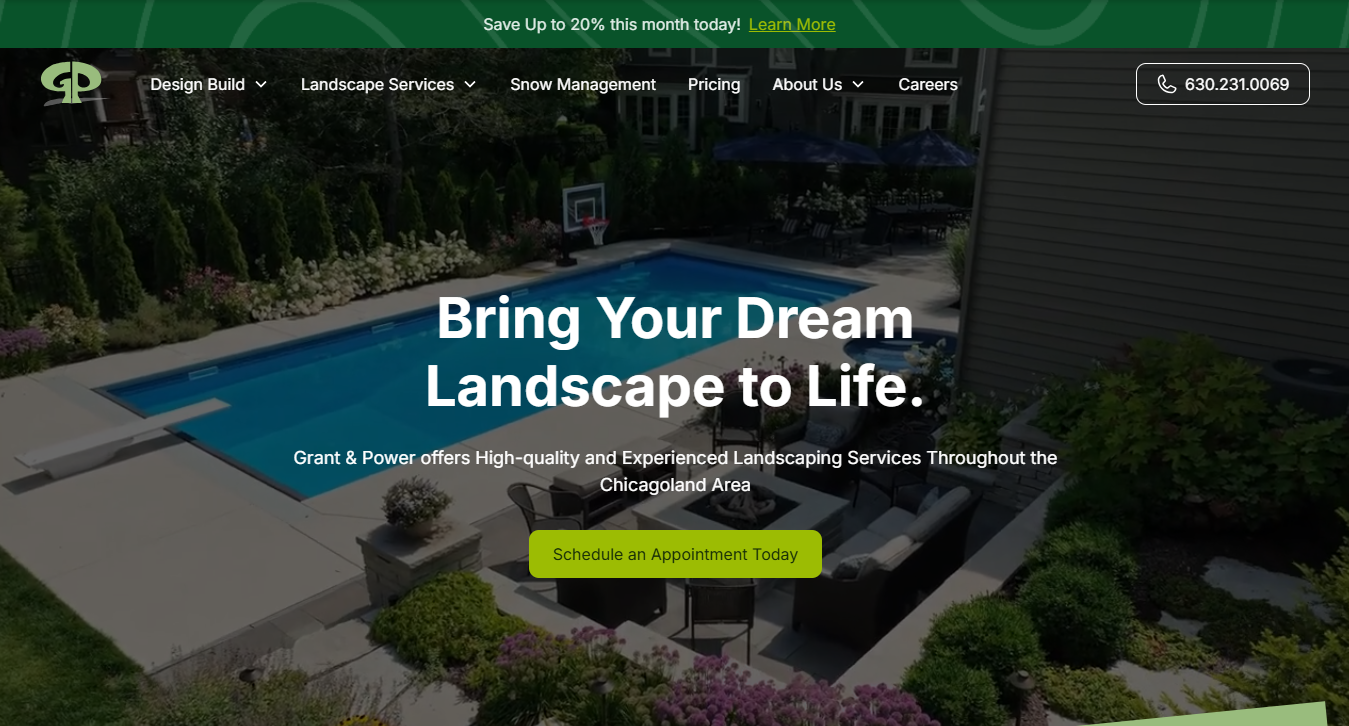 Save Up to 20% this month today! Learn More
GP
Design Build
Landscape Services
Snow Management
Pricing
About Us
Careers
630.231.0069
Bring Your Dream
Landscape to Life.
Grant & Power offers High-quality and Experienced Landscaping Services Throughout the
Chicagoland Area
Schedule an Appointment Today